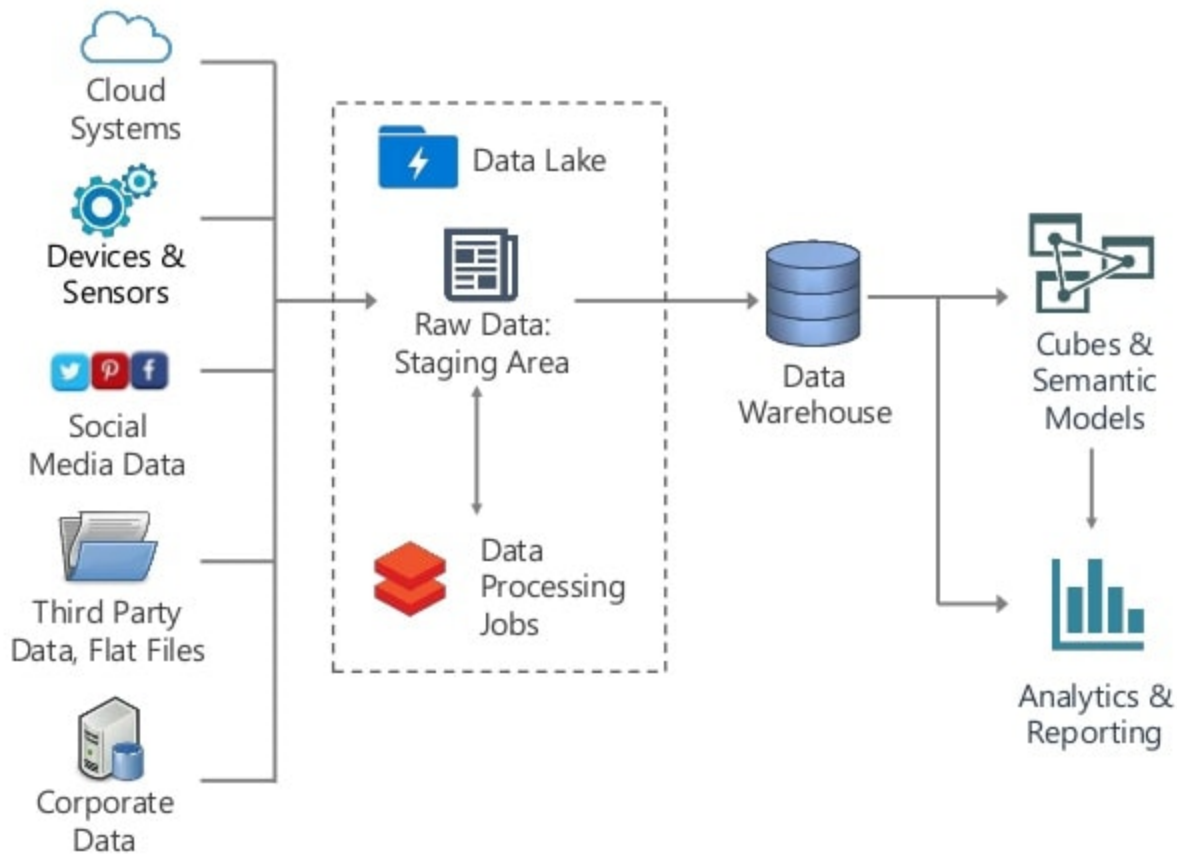 Cloud
Systems
Devices &
Sensors
Social
Media Data
Third Party
Data, Flat Files
Corporate
Data
Data Lake
Raw Data:
Staging Area
Data
Processing
Jobs
Data
Warehouse
Cubes &
Semantic
Models
Analytics &
Reporting